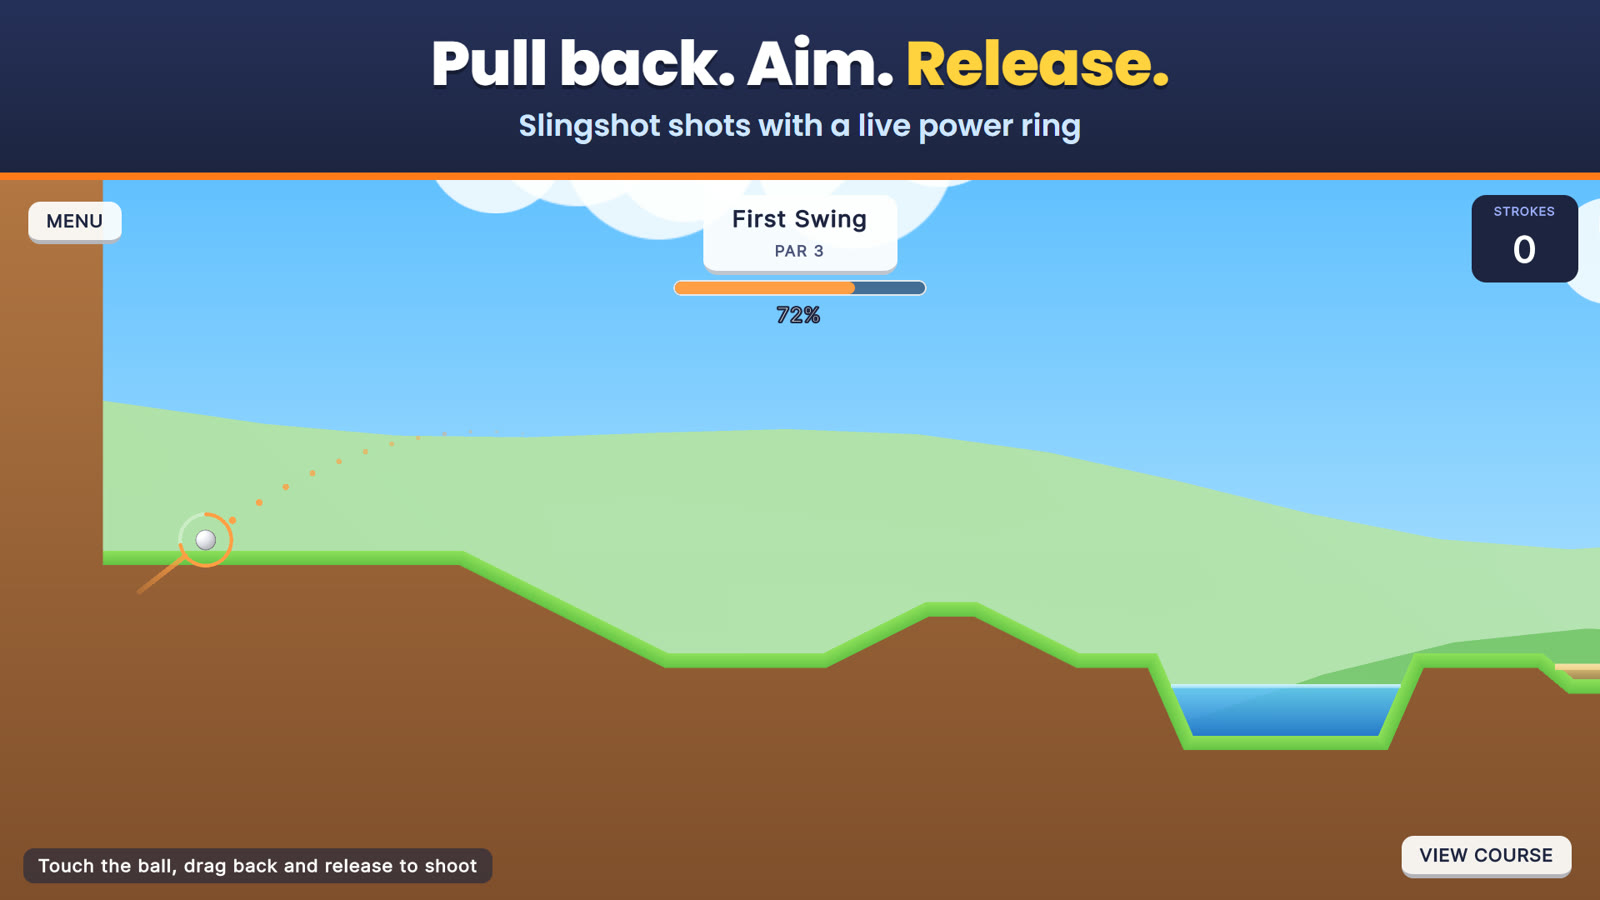 Pull back. Aim. Release.
Slingshot shots with a live power ring
MENU
First Swing
PAR 3
72%
STROKES
0
Touch the ball, drag back and release to shoot
VIEW COURSE